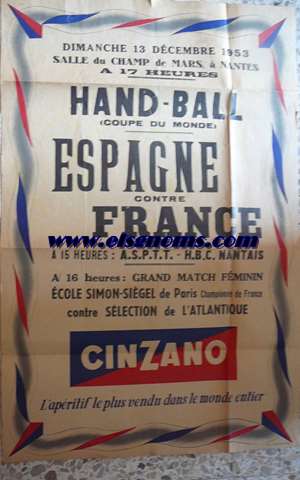 DIMANCHE 13 DÉCEMBRE 1953
SALLE DU CHAMP DE MARS, à NANTES
A 17 HEURES
HAND-BALL
(COUPE DU MONDE)
ESPAGNE
CONTRE
FRANCE
www.elsenoms.com
A 15 HEURES : A.S.P.T.T. - H.B.C. NANTAIS
A 16 heures : GRAND MATCH FÉMININ
ÉCOLE SIMON-SIÉGEL de Paris Championne de France
contre SÉLECTION de L'ATLANTIQUE
CINZANO
L'apéritif le plus vendu dans le monde entier